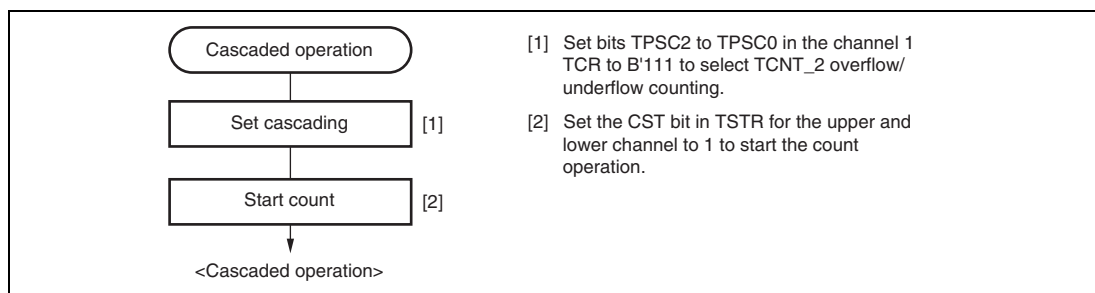 Cascaded operation
Set cascading
[1]
Start count
[2]
<Cascaded operation>
[1] Set bits TPSC2 to TPSC0 in the channel 1
TCR to B'111 to select TCNT_2 overflow/
underflow counting.
[2] Set the CST bit in TSTR for the upper and
lower channel to 1 to start the count
operation.